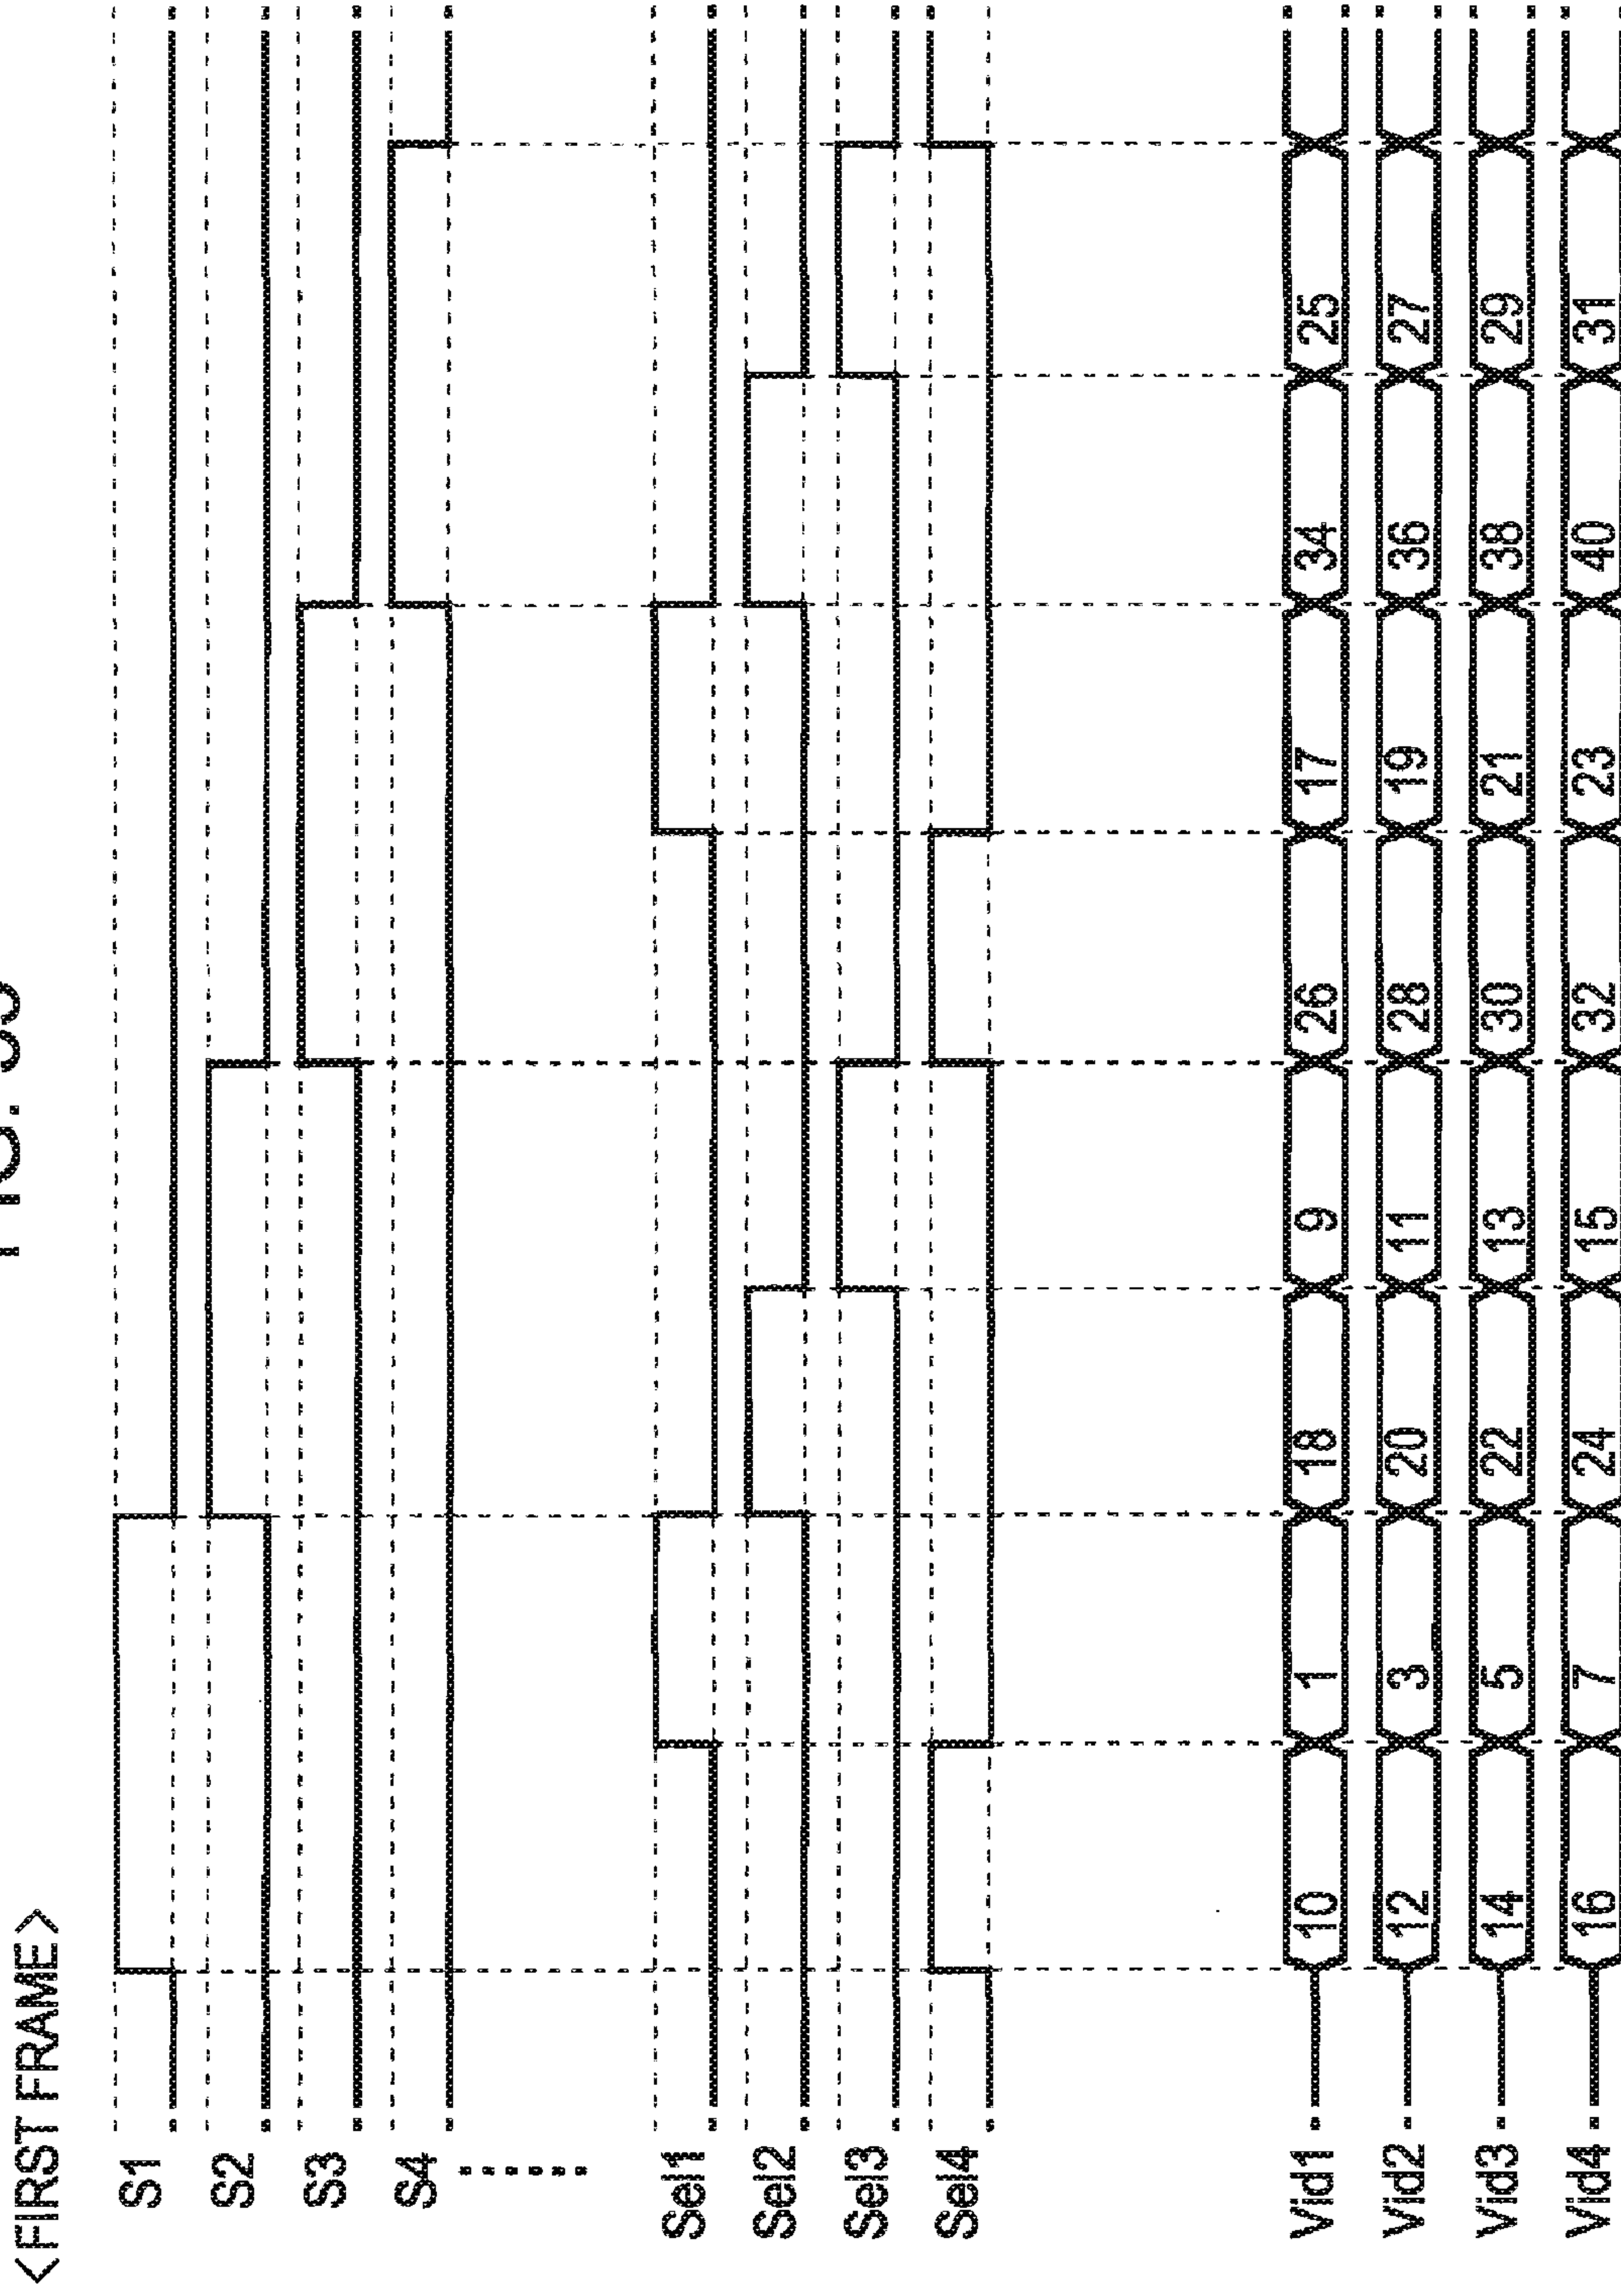 <FIRST FRAME>
S1
S2
S3
S4
Sel1
Sel2
Sel3
Sel4
Vid1 10 1 18 9 26 17 34 25
Vid2 12 3 20 11 28 19 36 27
Vid3 14 5 22 13 30 21 38 29
Vid4 16 7 24 15 32 23 40 31